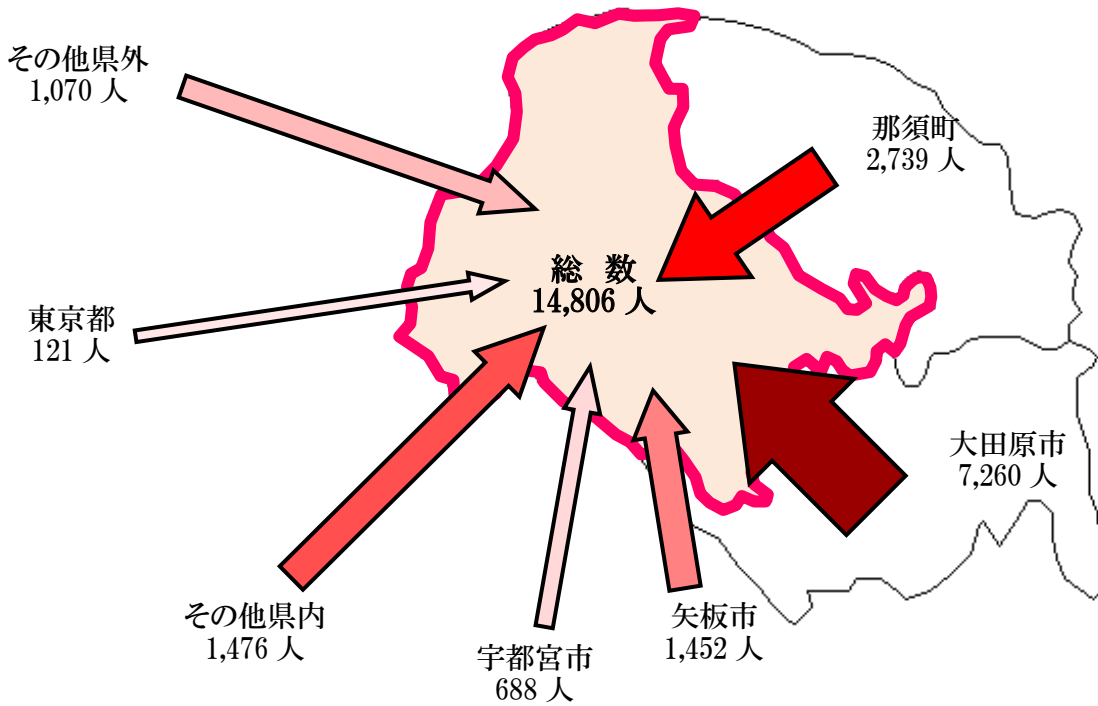 その他県外
1,070 人
那須町
2,739 人
総 数
14,806 人
東京都
121 人
大田原市
7,260 人
その他県内
1,476 人
矢板市
1,452 人
宇都宮市
688 人